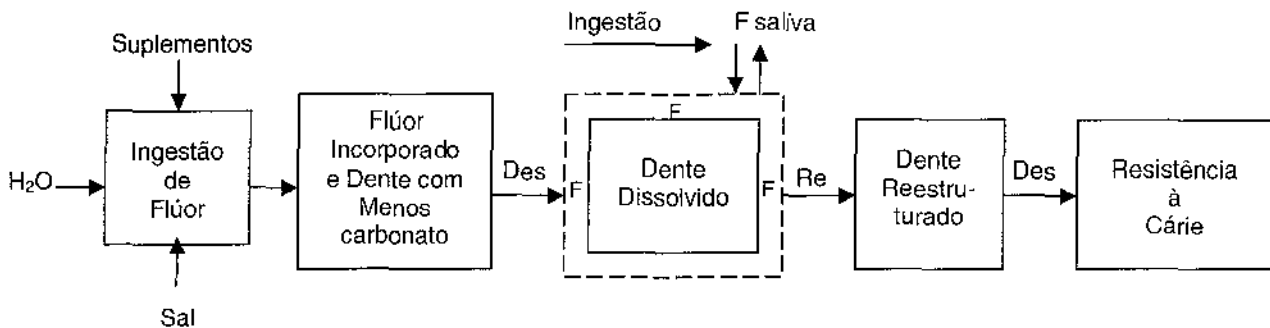 Suplementos
Ingestão
F saliva
H₂O
Ingestão
de
Flúor
Sal
Flúor
Incorporado
e Dente com
Menos
carbonato
Des
F
F
Dente
Dissolvido
F
Re
Dente
Reestru-
turado
Des
Resistência
à
Cárie